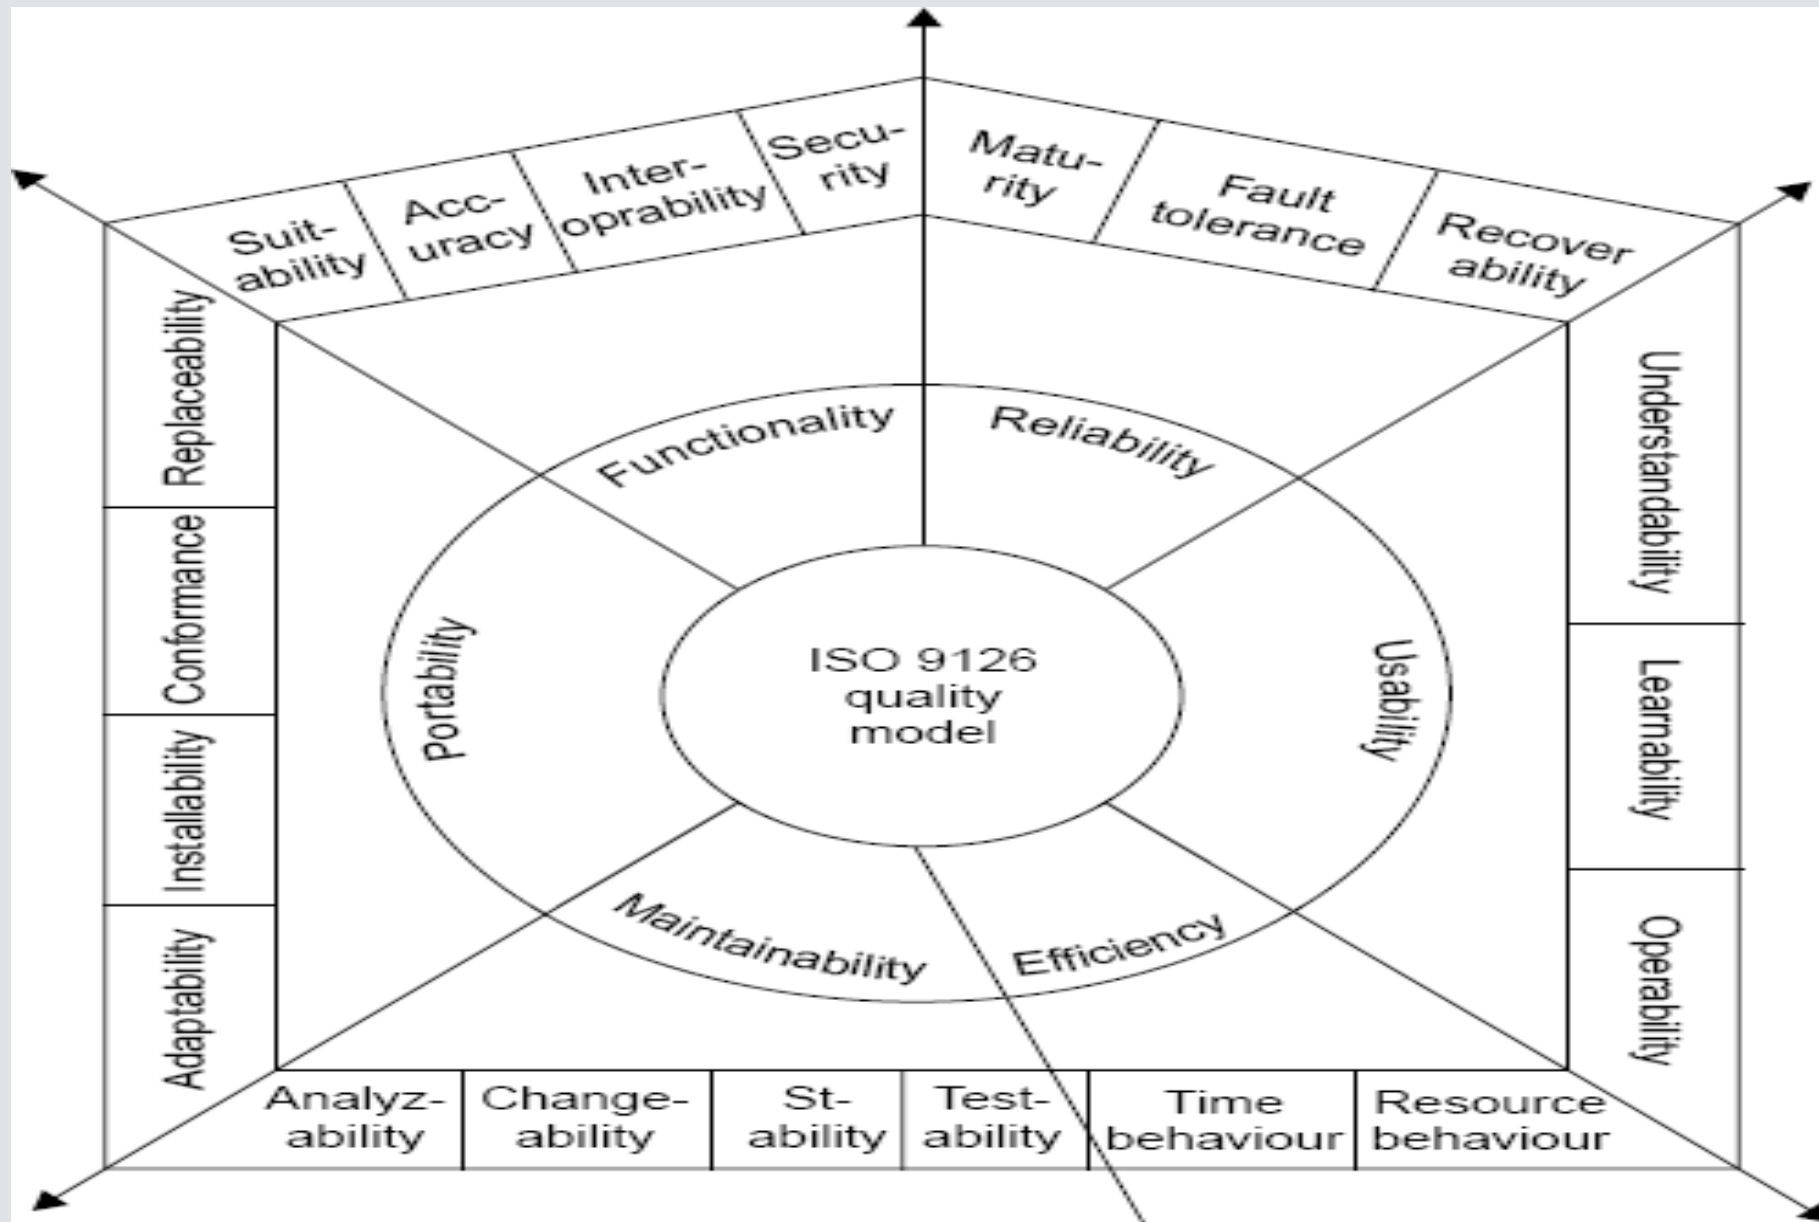 Suit-
ability
Acc-
uracy
Inter-
oprability
Secu-
rity
Matu-
rity
Fault
tolerance
Recover
ability
Replaceability
Conformance
Installability
Adaptability
Functionality
Reliability
Portability
Usability
ISO 9126
quality
model
Maintainability
Efficiency
Understandability
Learnability
Operability
Analyz-
ability
Change-
ability
St-
ability
Test-
ability
Time
behaviour
Resource
behaviour